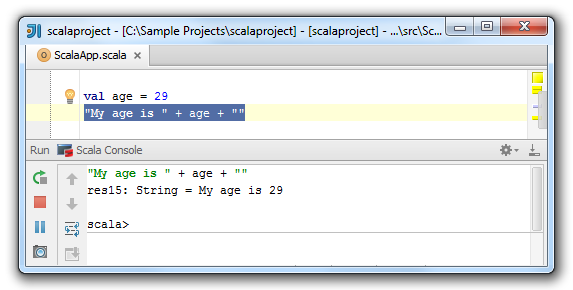 scalaproject - [C:\Sample Projects\scalaproject] - [scalaproject] - ...\src\Sc...
ScalaApp.scala
val age = 29
"My age is " + age + ""
Run Scala Console
"My age is " + age + ""
res15: String = My age is 29
scala>